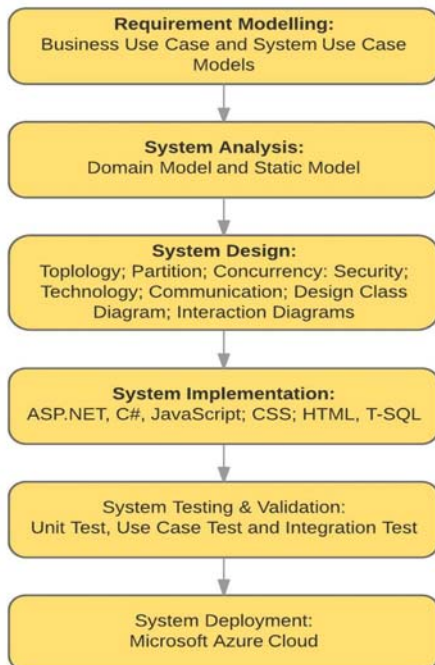 Requirement Modelling:
Business Use Case and System Use Case
Models
System Analysis:
Domain Model and Static Model
System Design:
Toplology; Partition; Concurrency: Security;
Technology; Communication; Design Class
Diagram; Interaction Diagrams
System Implementation:
ASP.NET, C#, JavaScript; CSS; HTML, T-SQL
System Testing & Validation:
Unit Test, Use Case Test and Integration Test
System Deployment:
Microsoft Azure Cloud